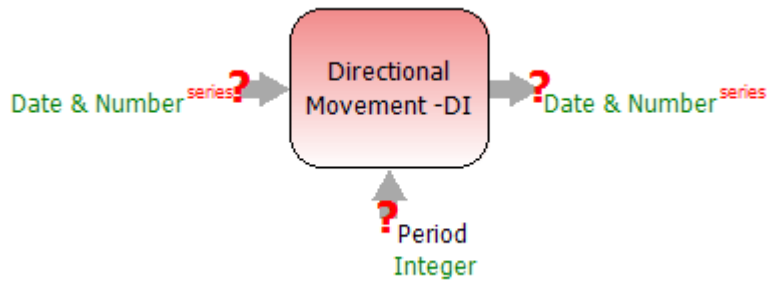 Directional
Movement -DI
Date & Number series ?
? Date & Number series
? Period
Integer